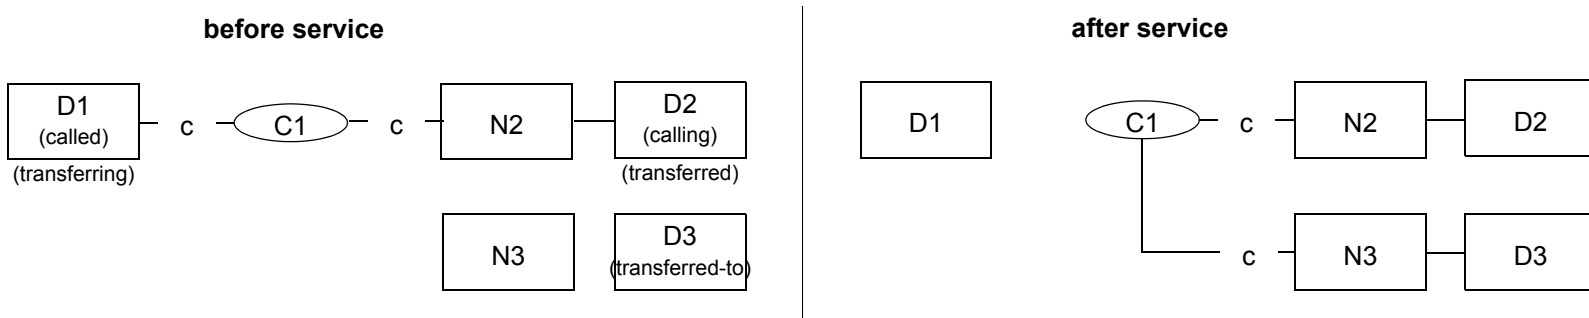 before service
D1
(called)
(transferring)
c
C1
c
N2
D2
(calling)
(transferred)
N3
D3
(transferred-to)
after service
D1
C1
c
N2
D2
c
N3
D3